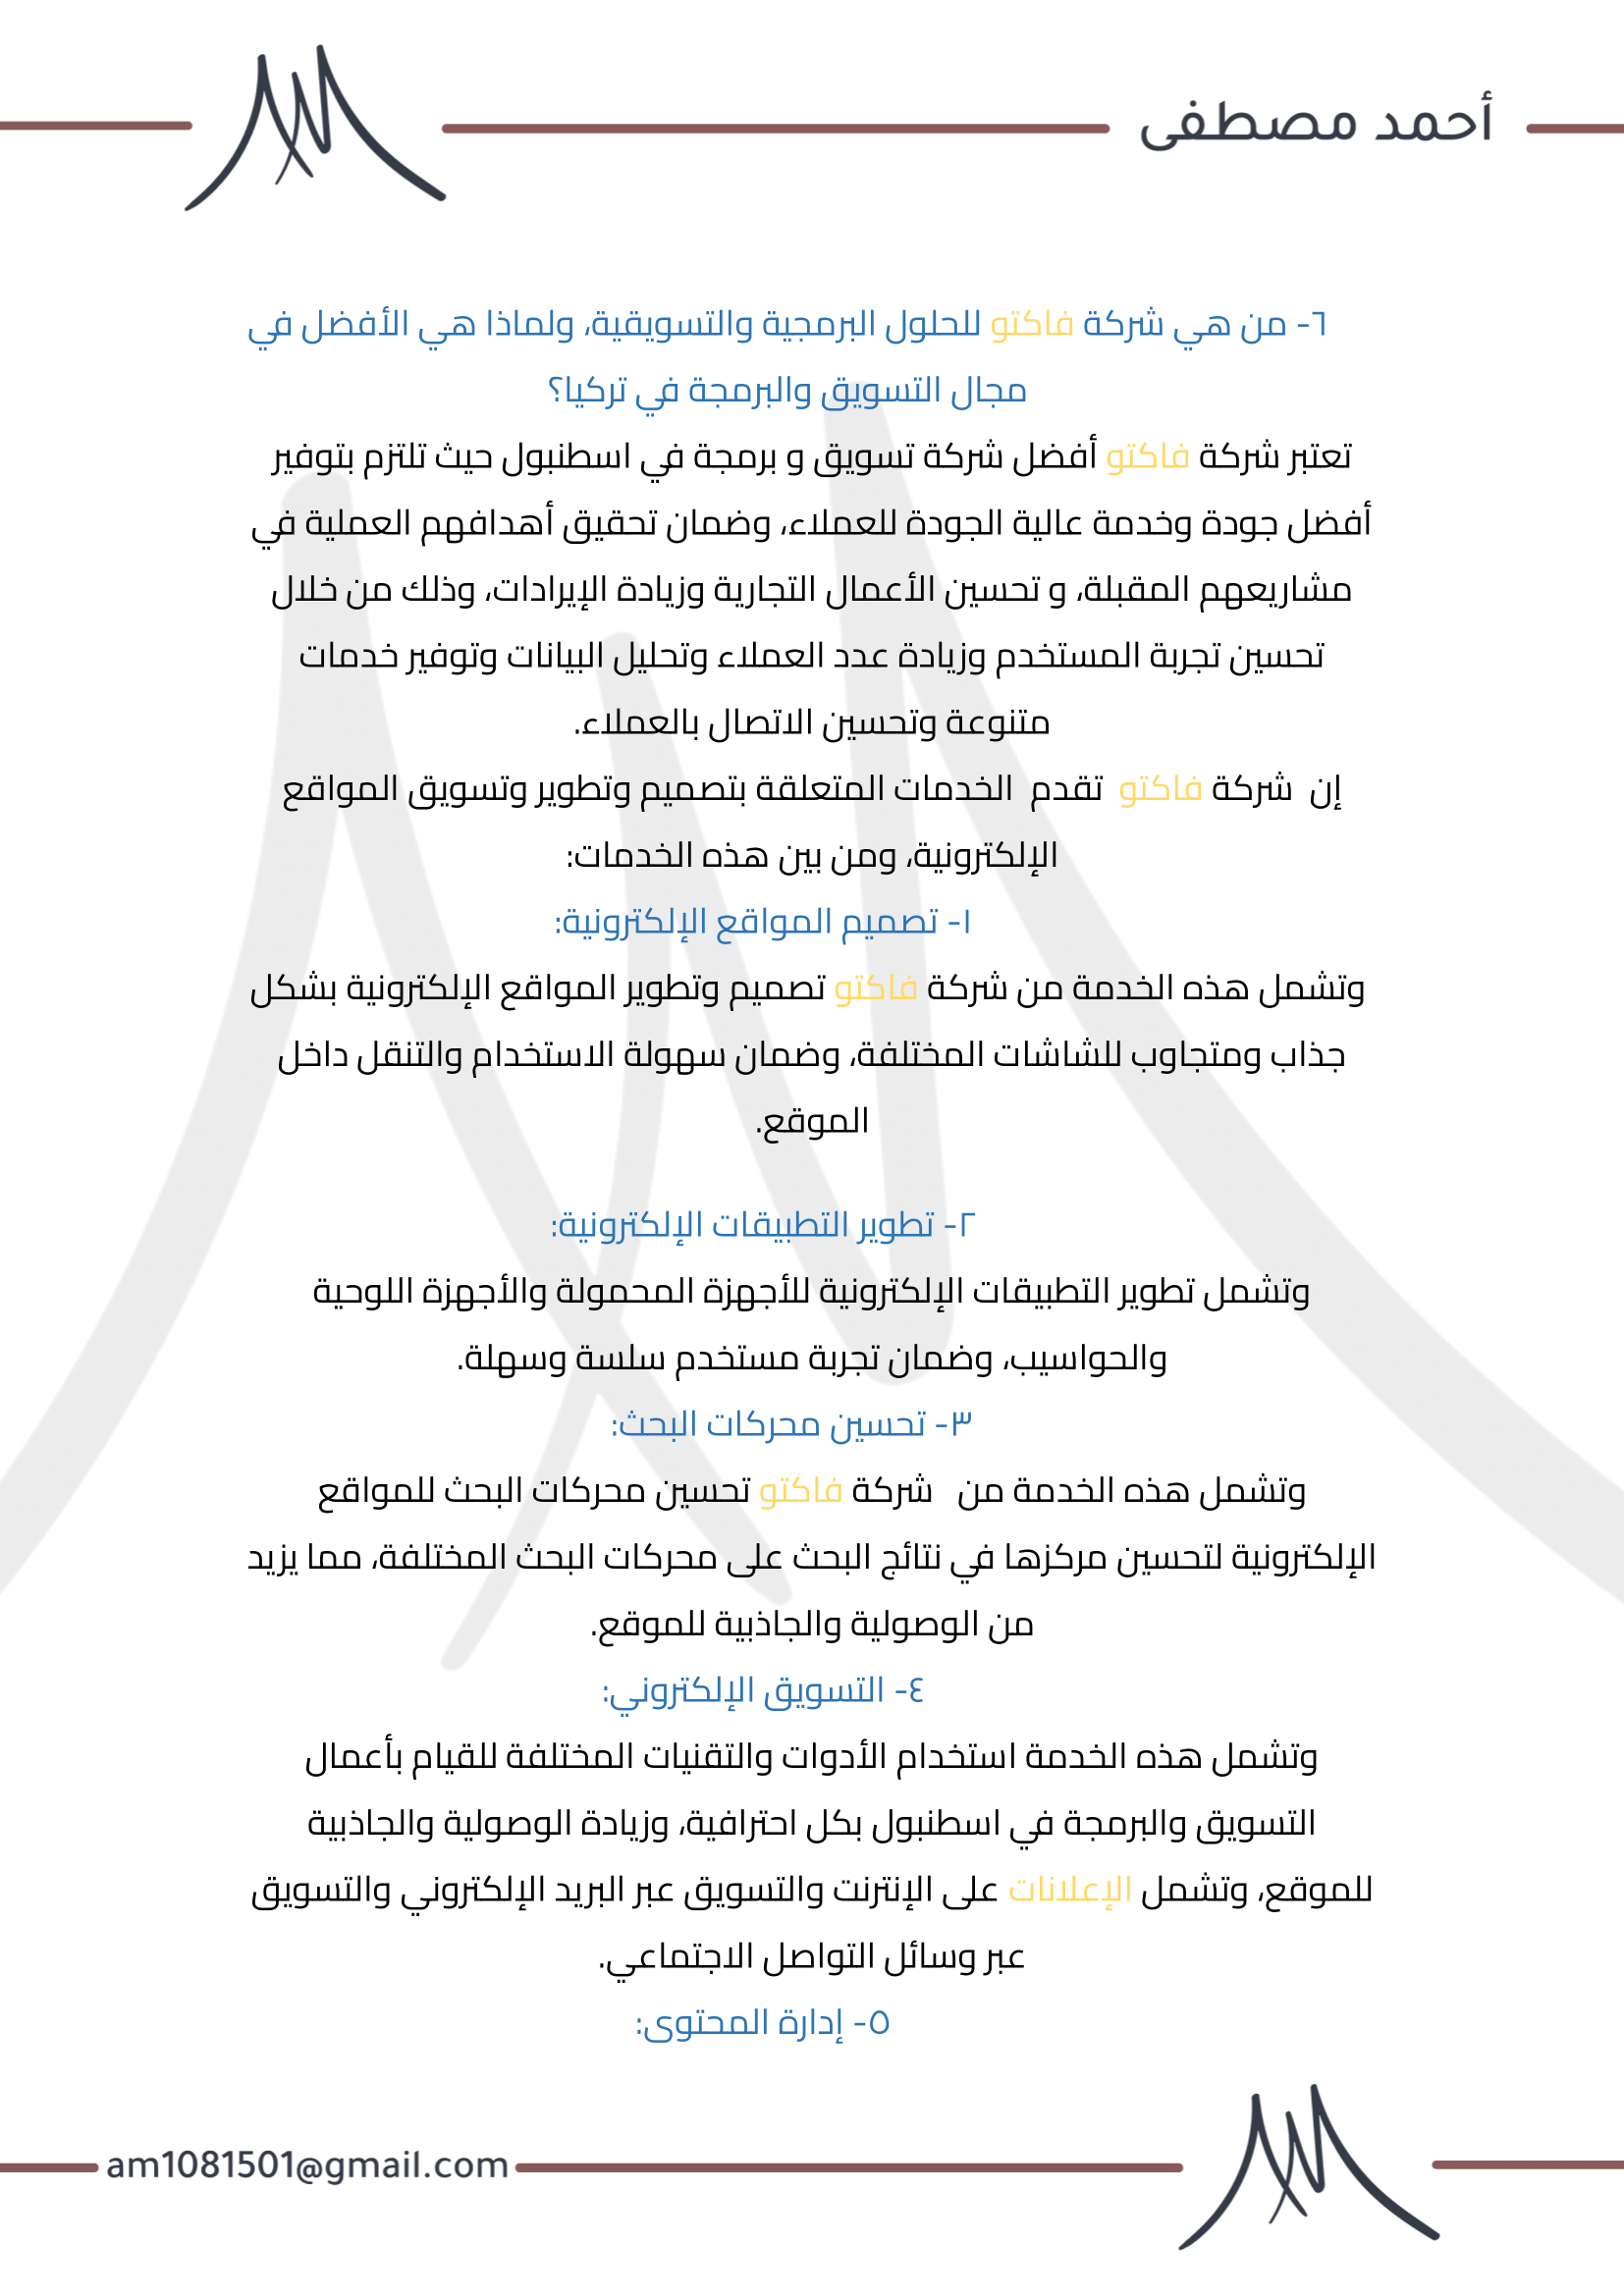 أحمد مصطفى
٦- من هي شركة فاكتو للحلول البرمجية والتسويقية، ولماذا هي الأفضل في
مجال التسويق والبرمجة في تركيا؟
تعتبر شركة فاكتو أفضل شركة تسويق و برمجة في اسطنبول حيث تلتزم بتوفير
أفضل جودة وخدمة عالية الجودة للعملاء، وضمان تحقيق أهدافهم العملية في
مشاريعهم المقبلة، و تحسين الأعمال التجارية وزيادة الإيرادات، وذلك من خلال
تحسين تجربة المستخدم وزيادة عدد العملاء وتحليل البيانات وتوفير خدمات
متنوعة وتحسين الاتصال بالعملاء.
إن شركة فاكتو تقدم الخدمات المتعلقة بتصميم وتطوير وتسويق المواقع
الإلكترونية، ومن بين هذه الخدمات:
١- تصميم المواقع الإلكترونية:
وتشمل هذه الخدمة من شركة فاكتو تصميم وتطوير المواقع الإلكترونية بشكل
جذاب ومتجاوب للشاشات المختلفة، وضمان سهولة الاستخدام والتنقل داخل
الموقع.
٢- تطوير التطبيقات الإلكترونية:
وتشمل تطوير التطبيقات الإلكترونية للأجهزة المحمولة والأجهزة اللوحية
والحواسيب، وضمان تجربة مستخدم سلسة وسهلة.
٣- تحسين محركات البحث:
وتشمل هذه الخدمة من شركة فاكتو تحسين محركات البحث للمواقع
الإلكترونية لتحسين مركزها في نتائج البحث على محركات البحث المختلفة، مما يزيد
من الوصولية والجاذبية للموقع.
٤- التسويق الإلكتروني:
وتشمل هذه الخدمة استخدام الأدوات والتقنيات المختلفة للقيام بأعمال
التسويق والبرمجة في اسطنبول بكل احترافية، وزيادة الوصولية والجاذبية
للموقع، وتشمل الإعلانات على الإنترنت والتسويق عبر البريد الإلكتروني والتسويق
عبر وسائل التواصل الاجتماعي.
٥- إدارة المحتوى:
am1081501@gmail.com